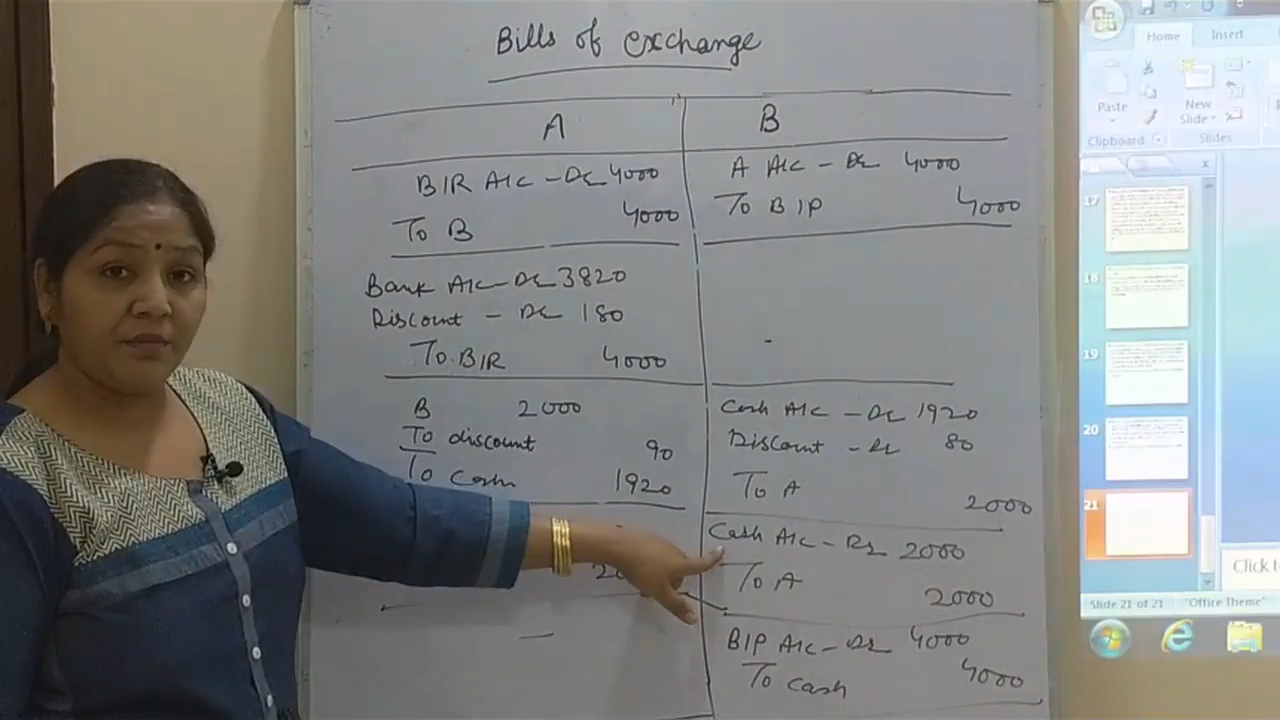 Bills of exchange
A
B/R A/C - Dr 4000
To B 4000
Bank A/C - Dr 3820
Discount - Dr 180
To B/R 4000
B 2000
To discount 90
To Cash 1920
B
A A/C - Dr 4000
To B/P 4000
Cash A/C - Dr 1920
Discount - Dr 80
To A 2000
Cash A/C - Dr 2000
To A 2000
B/P A/C - Dr 4000
To Cash 4000
Home Insert
Paste New
Slide
Clipboard Slides
17
18
19
20
21
Slide 21 of 21 "Office Theme"